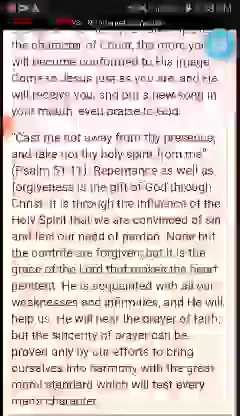 the character of Christ, the more you
will become conformed to His image.
Come to Jesus just as you are, and He
will receive you, and put a new song in
your mouth, even praise to God.
"Cast me not away from thy presence;
and take not thy holy spirit from me"
(Psalm 51:11). Repentance as well as
forgiveness is the gift of God through
Christ. It is through the influence of the
Holy Spirit that we are convinced of sin
and feel our need of pardon. None but
the contrite are forgiven; but it is the
grace of the Lord that makes the heart
penitent. He is acquainted with all our
weaknesses and infirmities, and He will
help us. He will hear the prayer of faith;
but the sincerity of prayer can be
proved only by our efforts to bring
ourselves into harmony with the great
moral standard which will test every
man's character.